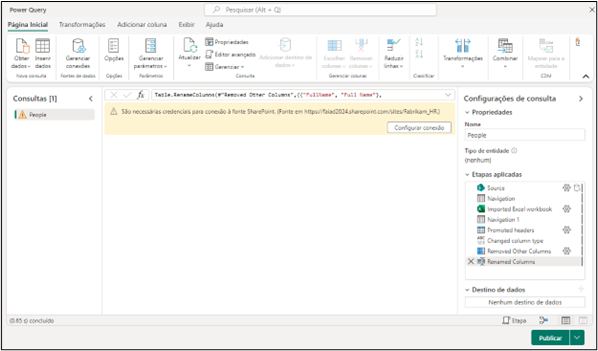 Power Query
Pesquisar (Alt + Q)
Página Inicial Transformações Adicionar coluna Exibir Ajuda
Obter dados Inserir dados
Nova consulta
Gerenciar conexões
Fontes de dados
Opções
Opções
Gerenciar parâmetros
Parâmetros
Atualizar
Propriedades
Editor avançado
Gerenciar
Consulta
Adicionar destino de dados
Escolher colunas
Remover colunas
Gerenciar colunas
Reduzir linhas
Classificar
Transformações
Combinar
Mapear para a entidade
CDM
Consultas [1]
People
fx Table.RenameColumns(#"Removed Other Columns",{{"FullName", "Full Name"},
São necessárias credenciais para conexão à fonte SharePoint. (Fonte em https://faiad2024.sharepoint.com/sites/Fabrikam_HR.)
Configurar conexão
Configurações de consulta
Propriedades
Nome
People
Tipo de entidade
(nenhum)
Etapas aplicadas
Source
Navigation
Imported Excel workbook
Navigation 1
Promoted headers
Changed column type
Removed Other Columns
Renamed Columns
Destino de dados
Nenhum destino de dados
(0.65 s) concluído
Etapa
Publicar